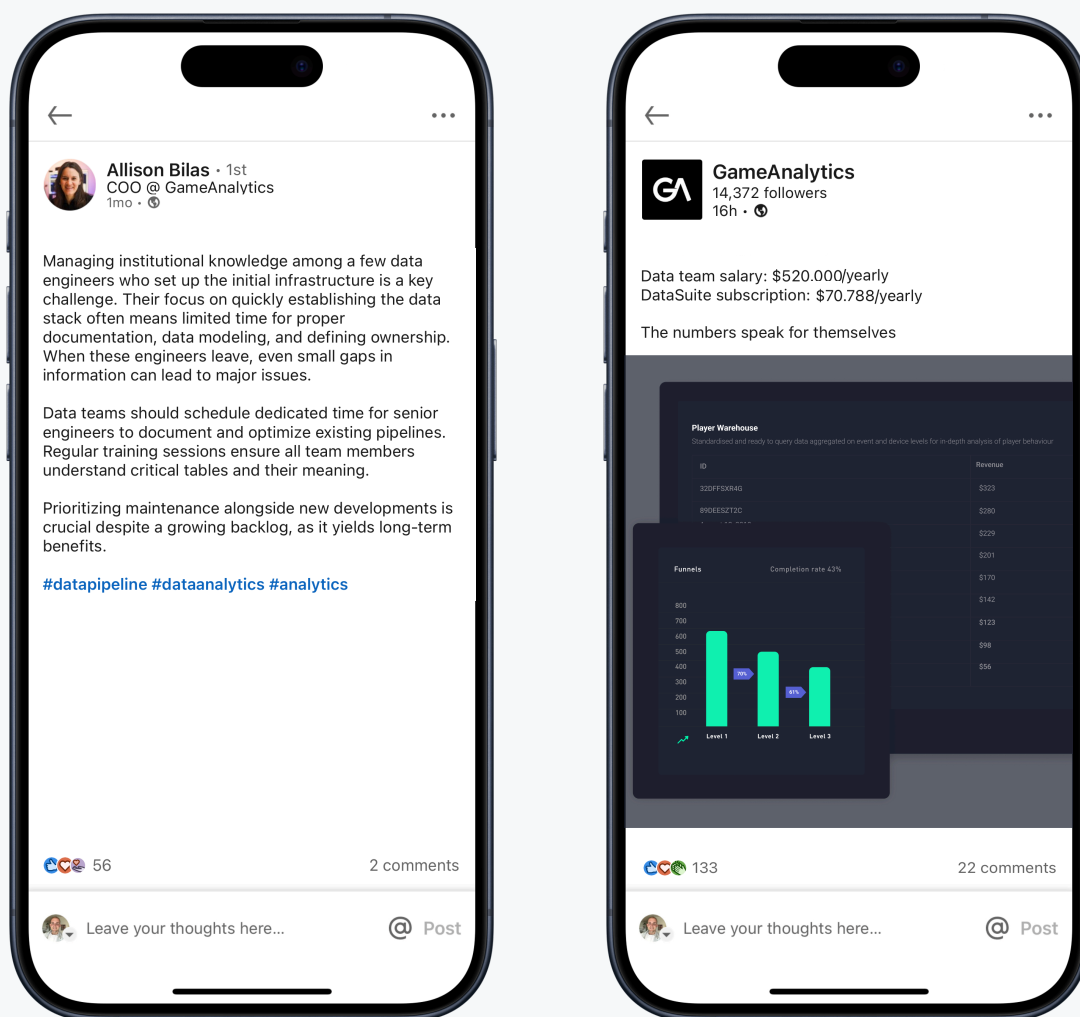 Allison Bilas • 1st
COO @ GameAnalytics
1mo •
Managing institutional knowledge among a few data
engineers who set up the initial infrastructure is a key
challenge. Their focus on quickly establishing the data
stack often means limited time for proper
documentation, data modeling, and defining ownership.
When these engineers leave, even small gaps in
information can lead to major issues.
Data teams should schedule dedicated time for senior
engineers to document and optimize existing pipelines.
Regular training sessions ensure all team members
understand critical tables and their meaning.
Prioritizing maintenance alongside new developments is
crucial despite a growing backlog, as it yields long-term
benefits.
#datapipeline #dataanalytics #analytics
56
2 comments
Leave your thoughts here...
@ Post
GA
GameAnalytics
14,372 followers
16h •
Data team salary: $520.000/yearly
DataSuite subscription: $70.788/yearly
The numbers speak for themselves
Player Warehouse
Standardised and ready to query data aggregated on event and device levels for in-depth analysis of player behaviour
ID
Revenue
32DFFSXR4G
$323
89DEESZT2C
$280
$229
$201
$170
$142
$123
$98
$56
Funnels
Completion rate 43%
800
700
600
500
400
300
200
100
70%
61%
Level 1
Level 2
Level 3
133
22 comments
Leave your thoughts here...
@ Post